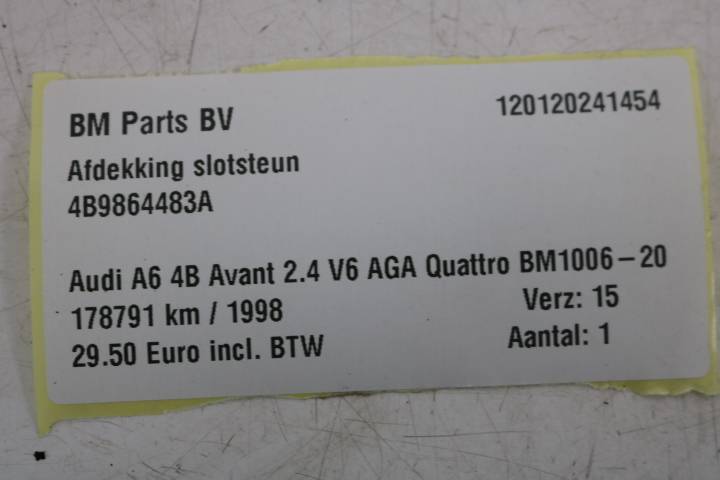 BM Parts BV 120120241454
Afdekking slotsteun
4B9864483A
Audi A6 4B Avant 2.4 V6 AGA Quattro BM1006-20
178791 km / 1998 Verz: 15
29.50 Euro incl. BTW Aantal: 1